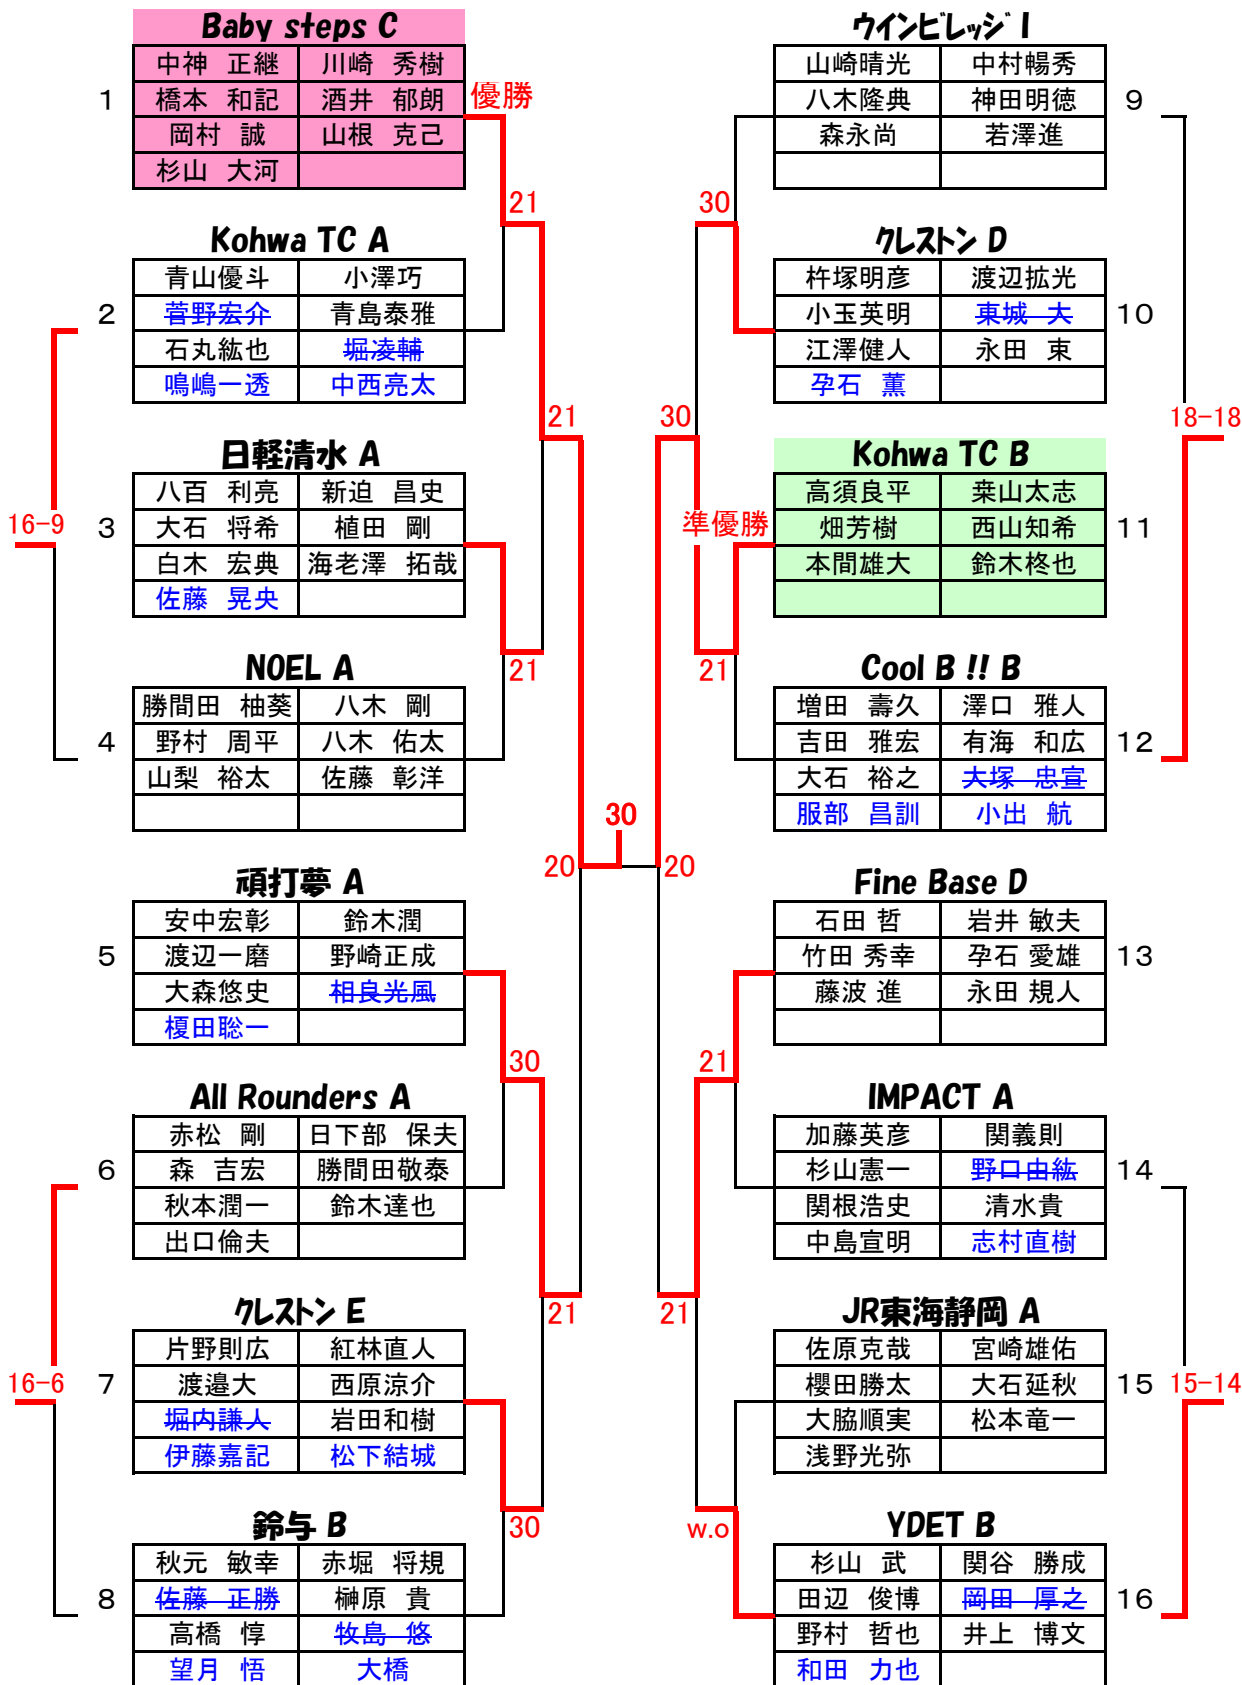 Baby steps C
中神 正継 川崎 秀樹
1 橋本 和記 酒井 郁朗 優勝
岡村 誠 山根 克己
杉山 大河
21
Kohwa TC A
青山優斗 小澤巧
2 菅野宏介 青島泰雅
石丸紘也 堀凌輔
鳴嶋一透 中西亮太
21
日軽清水 A
八百 利亮 新迫 昌史
16-9 3 大石 将希 植田 剛
白木 宏典 海老澤 拓哉
佐藤 晃央
21
NOEL A
勝間田 柚葵 八木 剛
4 野村 周平 八木 佑太
山梨 裕太 佐藤 彰洋
30
20 20
頑打夢 A
安中宏彰 鈴木潤
5 渡辺一磨 野崎正成
大森悠史 相良光風
榎田聡一
30
All Rounders A
赤松 剛 日下部 保夫
6 森 吉宏 勝間田敬泰
秋本潤一 鈴木達也
出口倫夫
21
クレストン E
片野則広 紅林直人
16-6 7 渡邉大 西原涼介
堀内謙人 岩田和樹
伊藤嘉記 松下結城
30
鈴与 B
秋元 敏幸 赤堀 将規
8 佐藤 正勝 榊原 貴
高橋 惇 牧島 悠
望月 悟 大橋
ウインビレッジ I
山崎晴光 中村暢秀
八木隆典 神田明徳 9
森永尚 若澤進
30
クレストン D
杵塚明彦 渡辺拡光
小玉英明 東城 大 10
江澤健人 永田 束
孕石 薫
30
18-18
Kohwa TC B
高須良平 桒山太志
準優勝 畑芳樹 西山知希 11
本間雄大 鈴木柊也
21
Cool B !! B
増田 壽久 澤口 雅人
吉田 雅宏 有海 和広 12
大石 裕之 大塚 忠宣
服部 昌訓 小出 航
Fine Base D
石田 哲 岩井 敏夫
竹田 秀幸 孕石 愛雄 13
藤波 進 永田 規人
21
IMPACT A
加藤英彦 関義則
杉山憲一 野口由紘 14
関根浩史 清水貴
中島宣明 志村直樹
21
JR東海静岡 A
佐原克哉 宮崎雄佑
櫻田勝太 大石延秋 15 15-14
大脇順実 松本竜一
浅野光弥
w.o
YDET B
杉山 武 関谷 勝成
田辺 俊博 岡田 厚之 16
野村 哲也 井上 博文
和田 力也